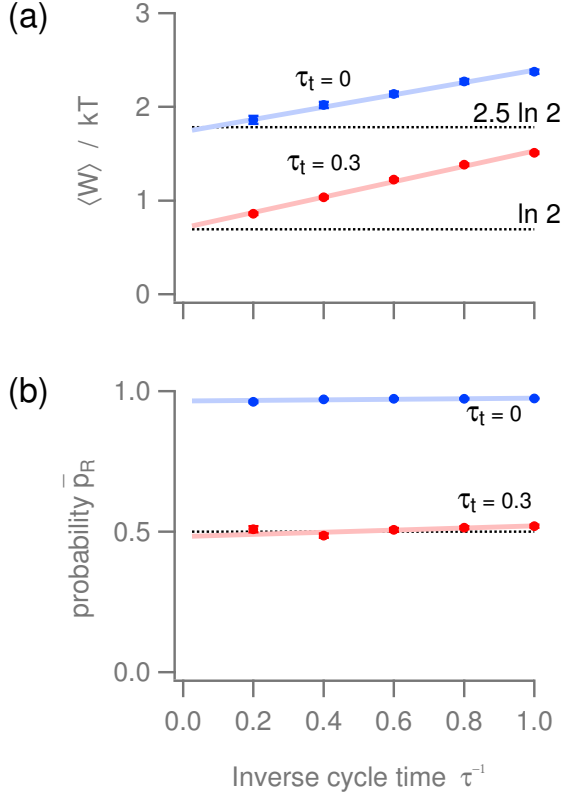 (a)
3
2
1
0
⟨W⟩ / kT
τt = 0
2.5 ln 2
τt = 0.3
ln 2
(b)
1.0
0.5
0.0
probability p̄R
τt = 0
τt = 0.3
0.0 0.2 0.4 0.6 0.8 1.0
Inverse cycle time τ⁻¹